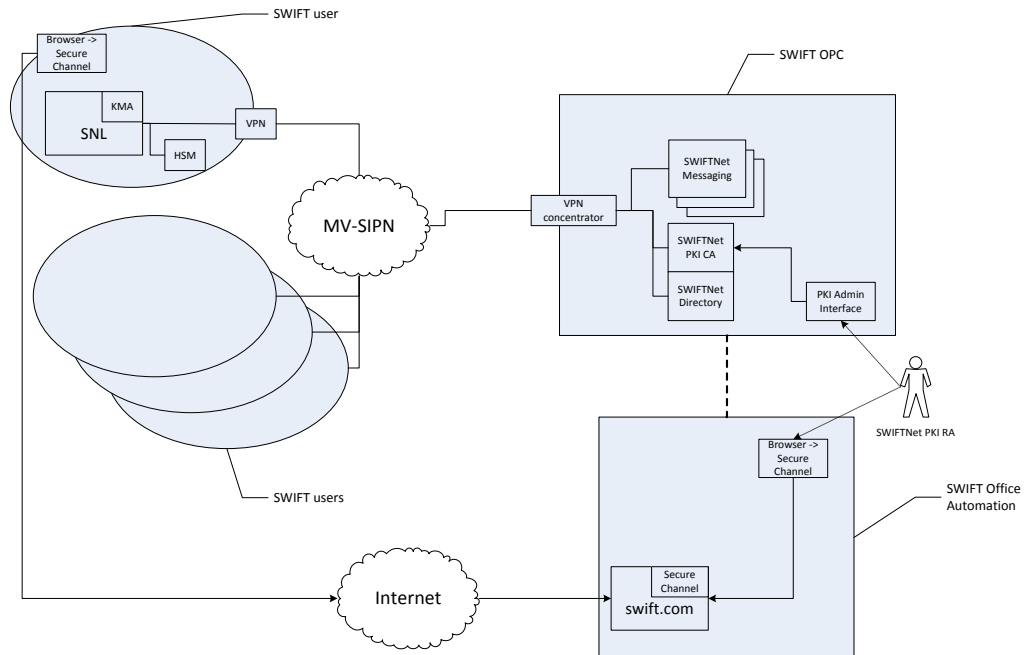 SWIFT user
Browser ->
Secure
Channel
KMA
SNL
HSM
VPN
MV-SIPN
SWIFT OPC
VPN
concentrator
SWIFTNet
Messaging
SWIFTNet
PKI CA
SWIFTNet
Directory
PKI Admin
Interface
SWIFTNet PKI RA
SWIFT users
Browser ->
Secure
Channel
SWIFT Office
Automation
Internet
Secure
Channel
swift.com